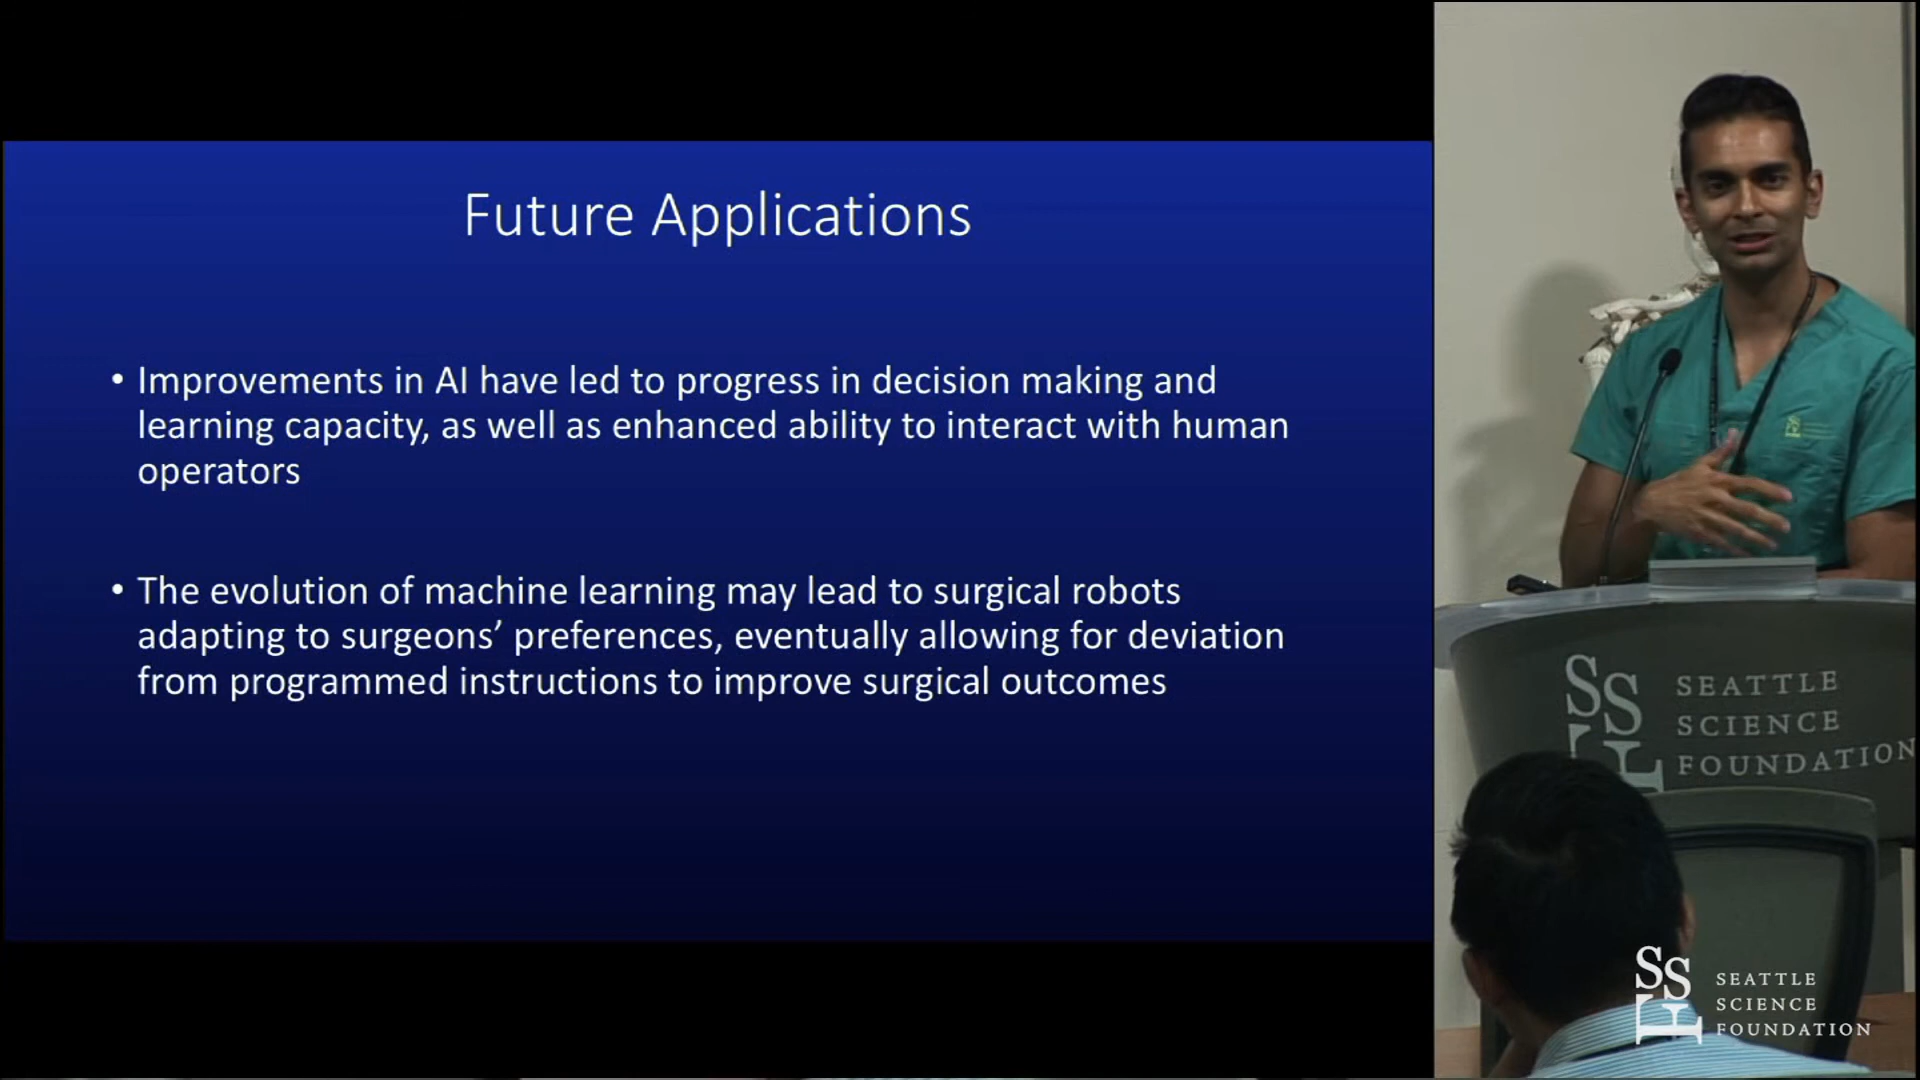 Future Applications
• Improvements in AI have led to progress in decision making and
learning capacity, as well as enhanced ability to interact with human
operators
• The evolution of machine learning may lead to surgical robots
adapting to surgeons’ preferences, eventually allowing for deviation
from programmed instructions to improve surgical outcomes
SSF
SEATTLE
SCIENCE
FOUNDATION
SSF
SEATTLE
SCIENCE
FOUNDATION